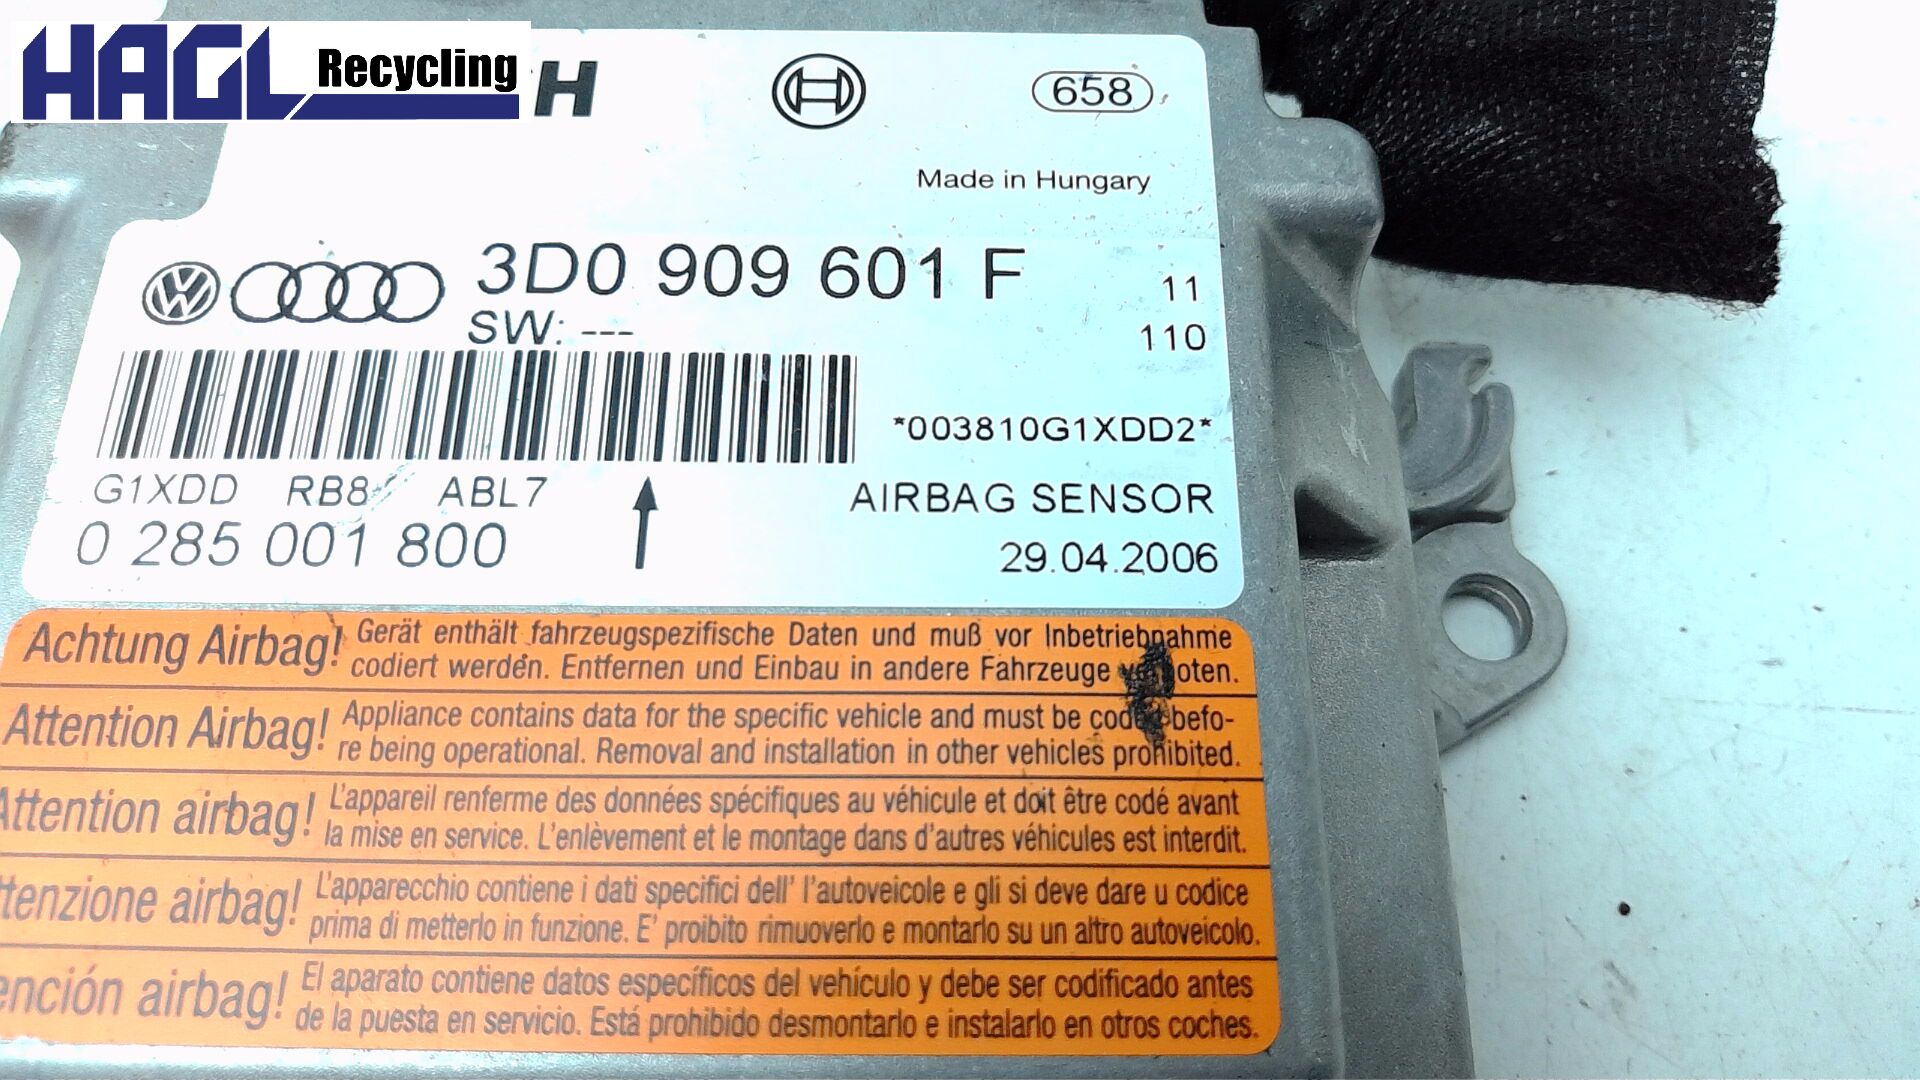 HAGL Recycling
H
658
Made in Hungary
3D0 909 601 F
11
SW: ---
110
*003810G1XDD2*
G1XDD RB8 ABL7
AIRBAG SENSOR
0 285 001 800
29.04.2006
Achtung Airbag! Gerät enthält fahrzeugspezifische Daten und muß vor Inbetriebnahme
codiert werden. Entfernen und Einbau in andere Fahrzeuge verboten.
Attention Airbag! Appliance contains data for the specific vehicle and must be coded befo-
re being operational. Removal and installation in other vehicles prohibited.
Attention airbag! L'appareil renferme des données spécifiques au véhicule et doit être codé avant
la mise en service. L'enlèvement et le montage dans d'autres véhicules est interdit.
ttenzione airbag! L'apparecchio contiene i dati specifici dell' l'autoveicole e gli si deve dare u codice
prima di metterlo in funzione. E' proibito rimuoverlo e montarlo su un altro autoveicolo.
ención airbag! El aparato contiene datos específicos del vehículo y debe ser codificado antes
de la puesta en servicio. Está prohibido desmontarlo e instalarlo en otros coches.